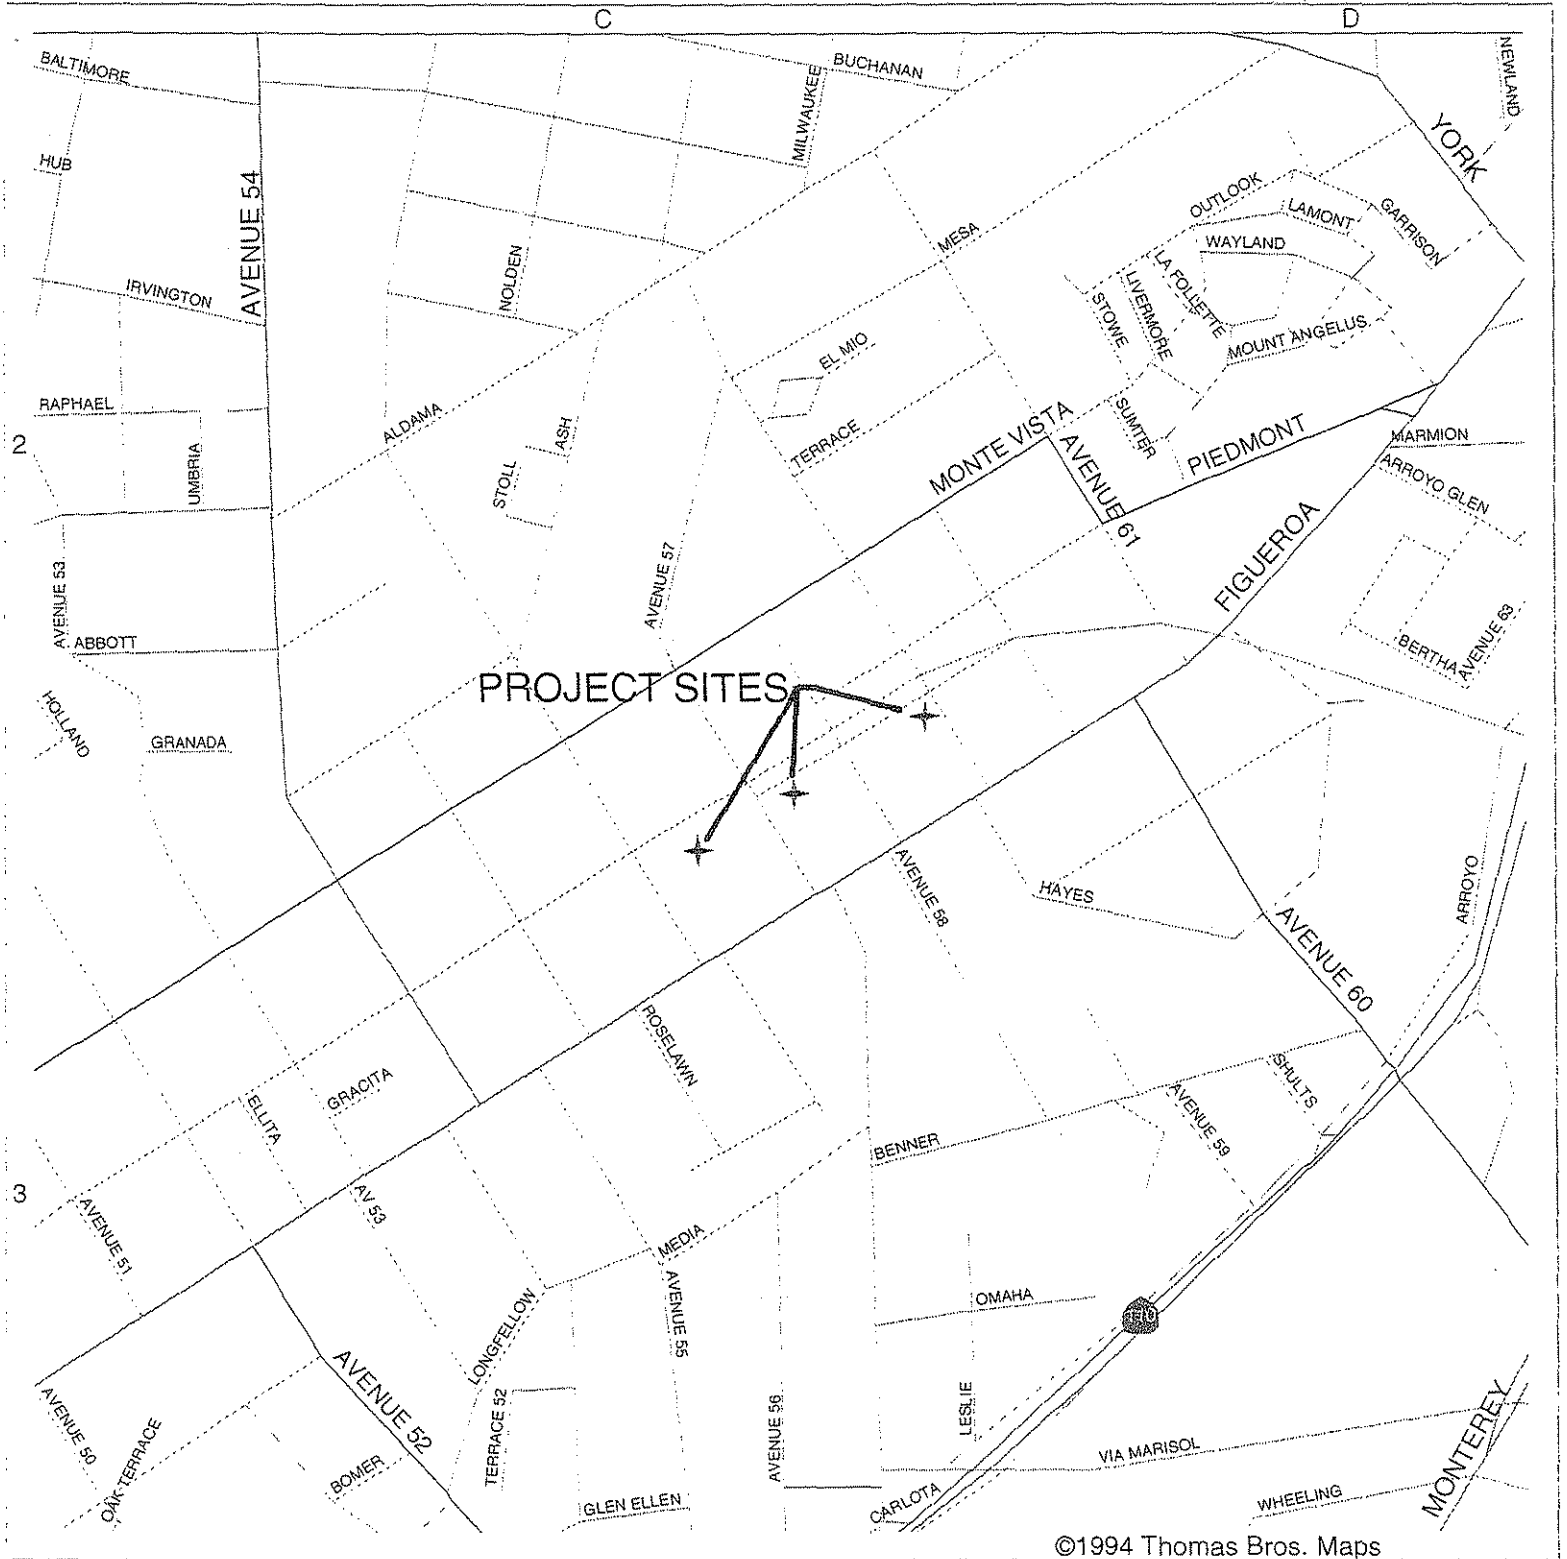 C
D
BALTIMORE
BUCHANAN
NEWLAND
MILWAUKEE
YORK
HUB
AVENUE 54
OUTLOOK
LAMONT
GARRISON
MESA
WAYLAND
LA FOLLETTE
IRVINGTON
NOLDEN
LIVERMORE
STOWE
EL MIO
MOUNT ANGELUS
RAPHAEL
ALDAMA
ASH
TERRACE
MONTE VISTA
SUMTER
PIEDMONT
MARMION
2
UMBRIA
STOLL
AVENUE 61
ARROYO GLEN
FIGUEROA
AVENUE 53
AVENUE 57
ABBOTT
BERTHA
AVENUE 63
PROJECT SITES
HOLLAND
GRANADA
AVENUE 58
HAYES
ARROYO
AVENUE 60
ROSELAWN
GRACITA
ELLITA
SHULTS
AVENUE 59
BENNER
3
AVENUE 51
AV 53
MEDIA
AVENUE 55
OMAHA
LONGFELLOW
AVENUE 52
TERRACE 52
AVENUE 56
LESLIE
AVENUE 50
OAK TERRACE
BOMER
VIA MARISOL
MONTEREY
GLEN ELLEN
CARLOTA
WHEELING
©1994 Thomas Bros. Maps